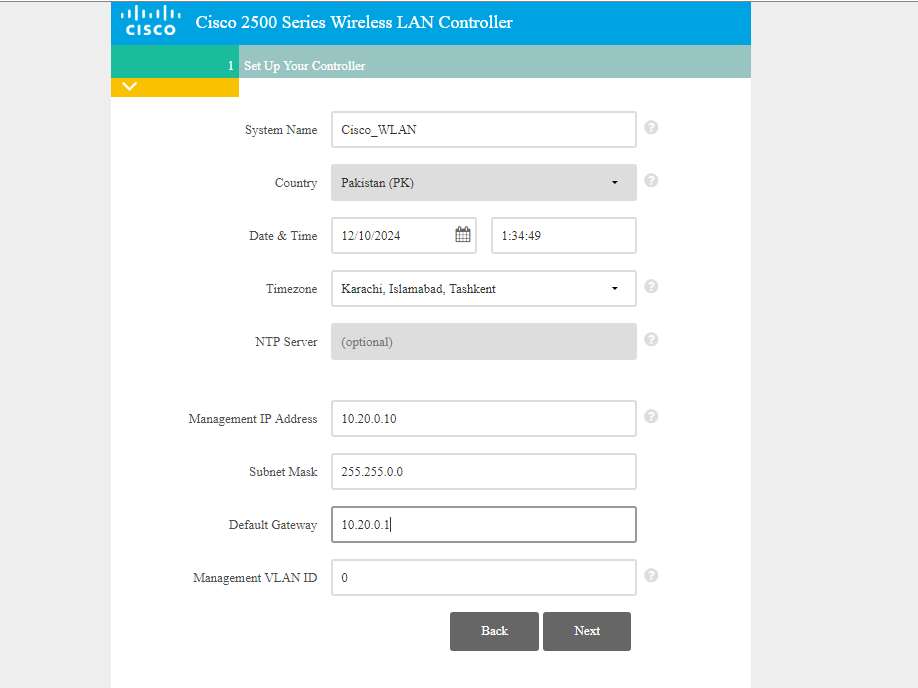 CISCO Cisco 2500 Series Wireless LAN Controller
1 Set Up Your Controller
System Name Cisco_WLAN ?
Country Pakistan (PK) ?
Date & Time 12/10/2024 1:34:49
Timezone Karachi, Islamabad, Tashkent ?
NTP Server (optional) ?
Management IP Address 10.20.0.10 ?
Subnet Mask 255.255.0.0
Default Gateway 10.20.0.1
Management VLAN ID 0 ?
Back Next